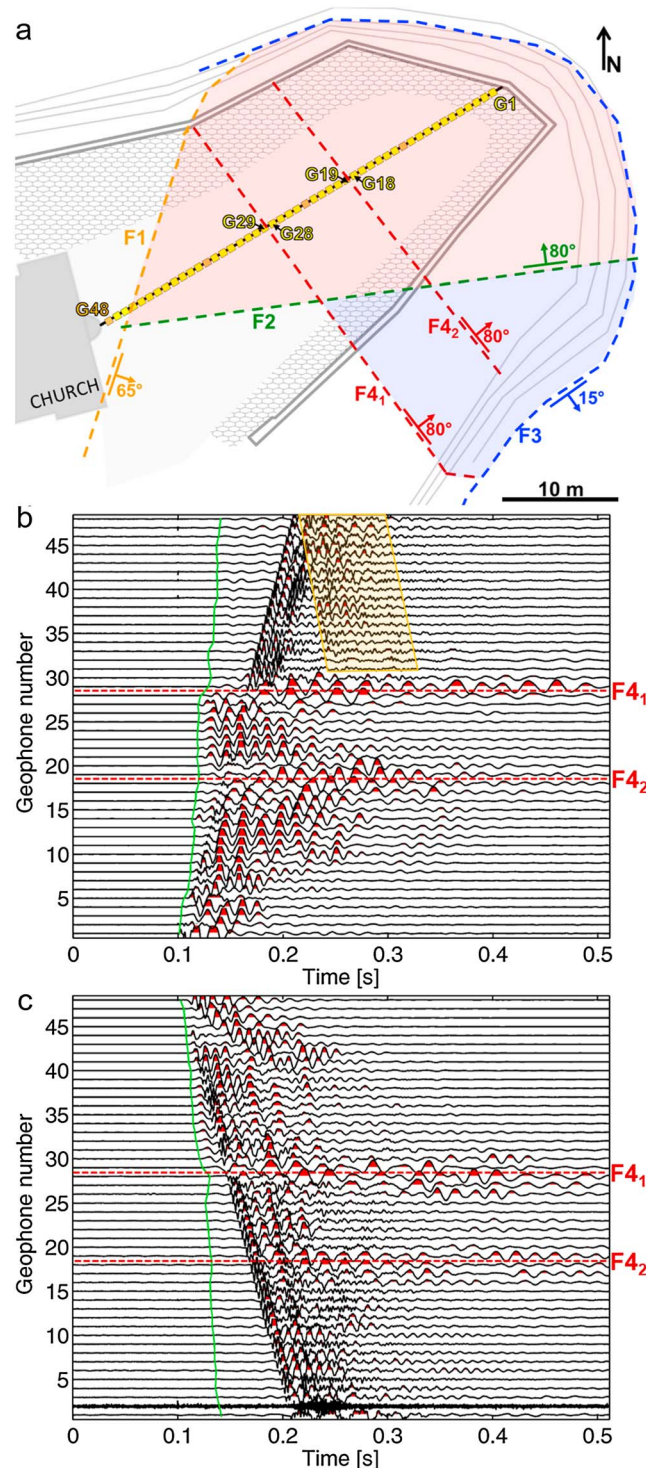 a
N
G1
G19
G18
F1
G29
G28
80°
G48
F2
F4₂
80°
CHURCH
65°
F4₁
80°
15°
F3
10 m
b
45
40
35
30
F4₁
25
20
F4₂
15
10
5
Geophone number
0
0.1
0.2
0.3
0.4
0.5
Time [s]
c
45
40
35
30
F4₁
25
20
F4₂
15
10
5
Geophone number
0
0.1
0.2
0.3
0.4
0.5
Time [s]